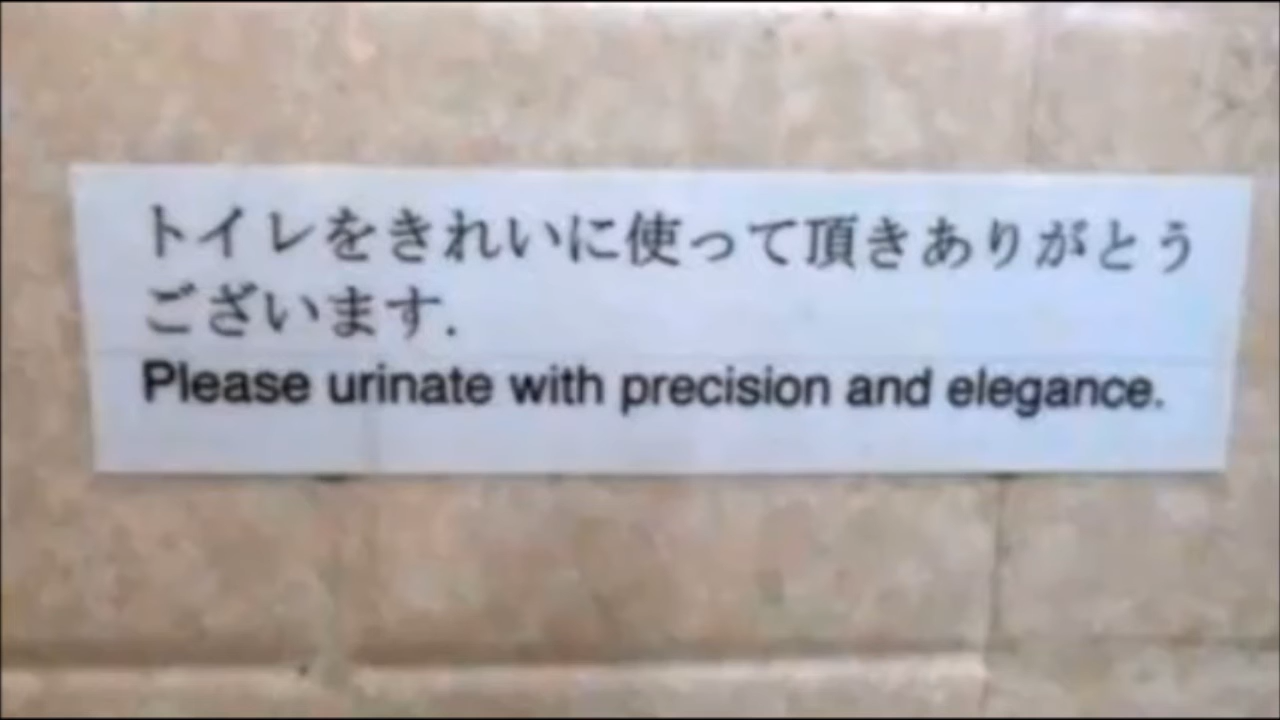 トイレをきれいに使って頂きありがとう
ございます.
Please urinate with precision and elegance.